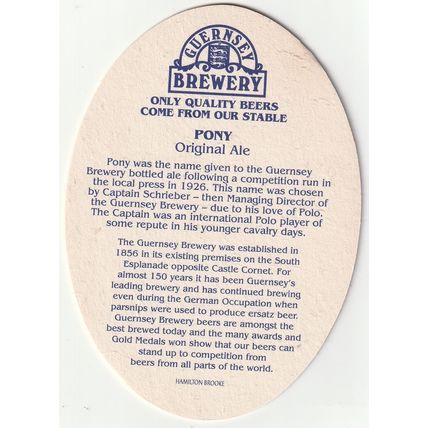 GUERNSEY
BREWERY
ONLY QUALITY BEERS
COME FROM OUR STABLE
PONY
Original Ale
Pony was the name given to the Guernsey
Brewery bottled ale following a competition run in
the local press in 1926. This name was chosen
by Captain Schrieber – then Managing Director of
the Guernsey Brewery – due to his love of Polo.
The Captain was an international Polo player of
some repute in his younger cavalry days.
The Guernsey Brewery was established in
1856 in its existing premises on the South
Esplanade opposite Castle Cornet. For
almost 150 years it has been Guernsey's
leading brewery and has continued brewing
even during the German Occupation when
parsnips were used to produce ersatz beer.
Guernsey Brewery beers are amongst the
best brewed today and the many awards and
Gold Medals won show that our beers can
stand up to competition from
beers from all parts of the world.
HAMILTON BROOKE